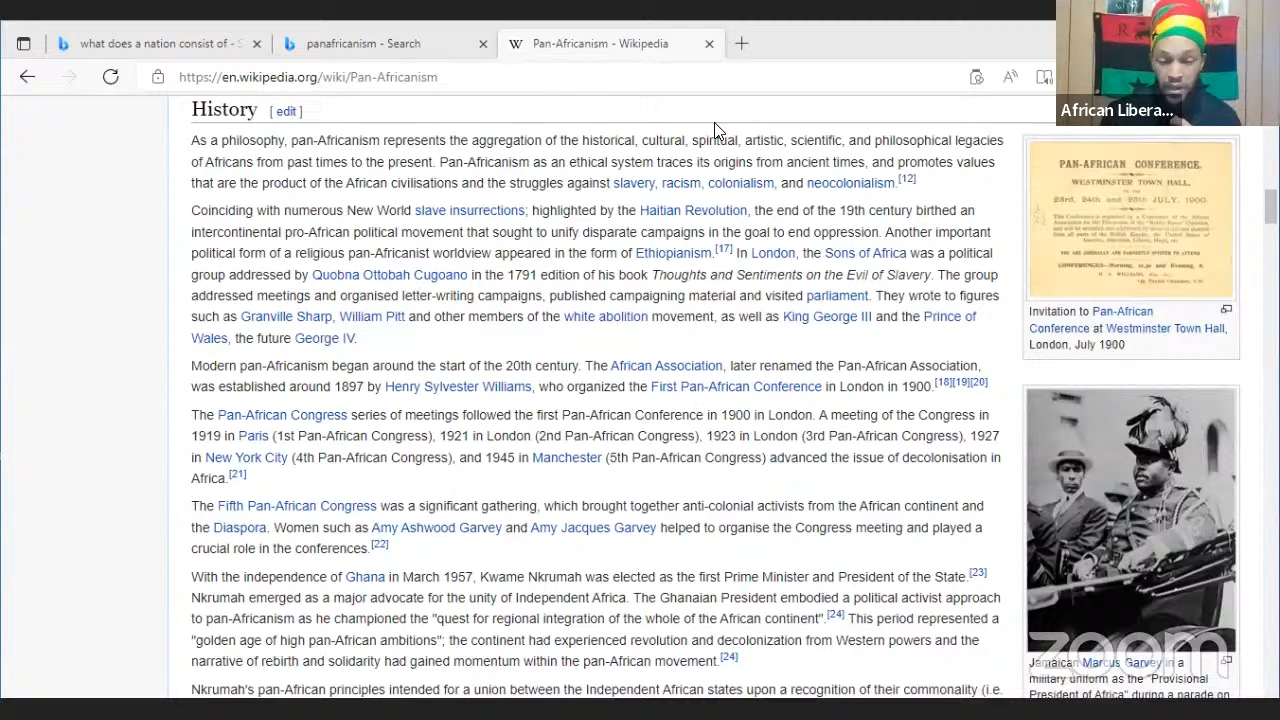 what does a nation consist of - S
panafricanism - Search
Pan-Africanism - Wikipedia
https://en.wikipedia.org/wiki/Pan-Africanism
R R
African Libera...
History [ edit ]
As a philosophy, pan-Africanism represents the aggregation of the historical, cultural, spiritual, artistic, scientific, and philosophical legacies
of Africans from past times to the present. Pan-Africanism as an ethical system traces its origins from ancient times, and promotes values
that are the product of the African civilisations and the struggles against slavery, racism, colonialism, and neocolonialism.[12]
Coinciding with numerous New World slave insurrections; highlighted by the Haitian Revolution, the end of the 19th century birthed an
intercontinental pro-African political movement that sought to unify disparate campaigns in the goal to end oppression. Another important
political form of a religious pan-Africanist worldview appeared in the form of Ethiopianism.[17] In London, the Sons of Africa was a political
group addressed by Quobna Ottobah Cugoano in the 1791 edition of his book Thoughts and Sentiments on the Evil of Slavery. The group
addressed meetings and organised letter-writing campaigns, published campaigning material and visited parliament. They wrote to figures
such as Granville Sharp, William Pitt and other members of the white abolition movement, as well as King George III and the Prince of
Wales, the future George IV.
Modern pan-Africanism began around the start of the 20th century. The African Association, later renamed the Pan-African Association,
was established around 1897 by Henry Sylvester Williams, who organized the First Pan-African Conference in London in 1900.[18][19][20]
The Pan-African Congress series of meetings followed the first Pan-African Conference in 1900 in London. A meeting of the Congress in
1919 in Paris (1st Pan-African Congress), 1921 in London (2nd Pan-African Congress), 1923 in London (3rd Pan-African Congress), 1927
in New York City (4th Pan-African Congress), and 1945 in Manchester (5th Pan-African Congress) advanced the issue of decolonisation in
Africa.[21]
The Fifth Pan-African Congress was a significant gathering, which brought together anti-colonial activists from the African continent and
the Diaspora. Women such as Amy Ashwood Garvey and Amy Jacques Garvey helped to organise the Congress meeting and played a
crucial role in the conferences.[22]
With the independence of Ghana in March 1957, Kwame Nkrumah was elected as the first Prime Minister and President of the State.[23]
Nkrumah emerged as a major advocate for the unity of Independent Africa. The Ghanaian President embodied a political activist approach
to pan-Africanism as he championed the "quest for regional integration of the whole of the African continent".[24] This period represented a
"golden age of high pan-African ambitions"; the continent had experienced revolution and decolonization from Western powers and the
narrative of rebirth and solidarity had gained momentum within the pan-African movement.[24]
Nkrumah's pan-African principles intended for a union between the Independent African states upon a recognition of their commonality (i.e.
PAN-AFRICAN CONFERENCE.
WESTMINSTER TOWN HALL,
23rd, 24th and 25th JULY, 1900.
Invitation to Pan-African
Conference at Westminster Town Hall,
London, July 1900
zoom
Jamaican Marcus Garvey in a
military uniform as the "Provisional
President of Africa" during a parade on